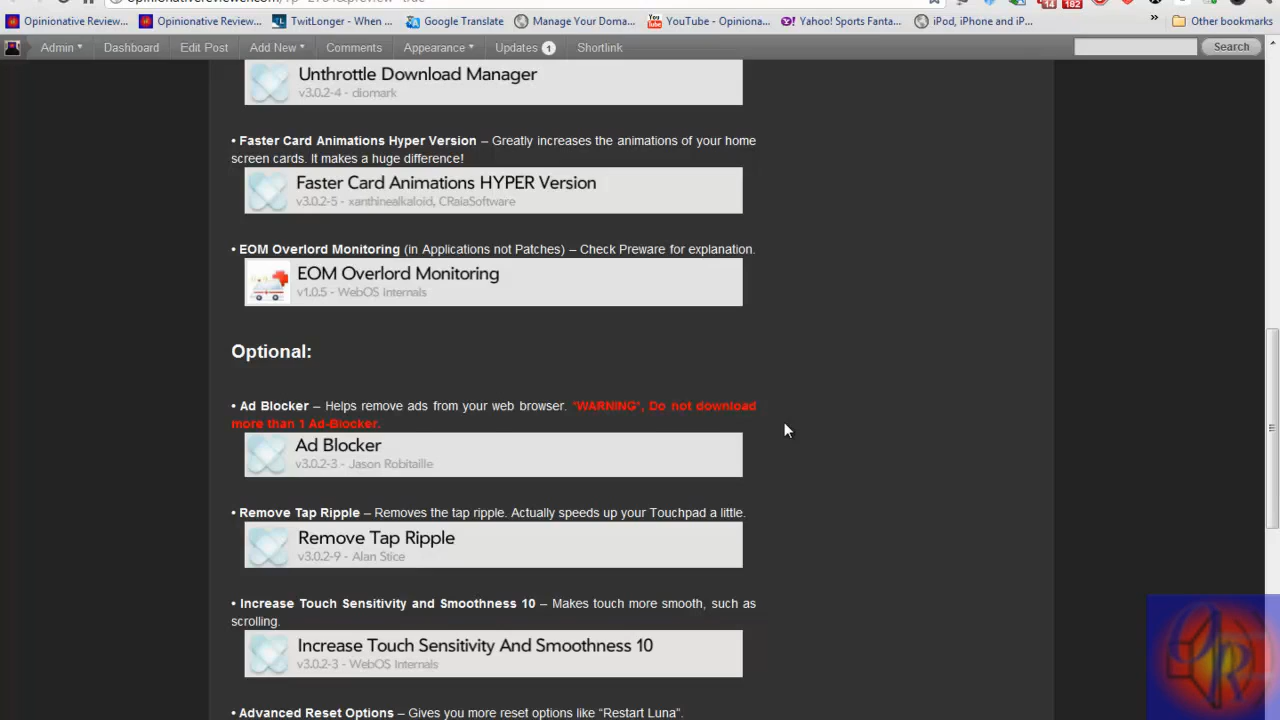 Opinionative Review...
Opinionative Review...
TwitLonger - When ...
Google Translate
Manage Your Doma...
YouTube - Opiniona...
Yahoo! Sports Fanta...
iPod, iPhone and iP...
»
Other bookmarks
14
182
Admin
Dashboard
Edit Post
Add New
Comments
Appearance
Updates 1
Shortlink
Search
Unthrottle Download Manager
v3.0.2-4 - diomark
• Faster Card Animations Hyper Version – Greatly increases the animations of your home
screen cards. It makes a huge difference!
Faster Card Animations HYPER Version
v3.0.2-5 - xanthinealkaloid, CRaiaSoftware
• EOM Overlord Monitoring (in Applications not Patches) – Check Preware for explanation.
EOM Overlord Monitoring
v1.0.5 - WebOS Internals
Optional:
• Ad Blocker – Helps remove ads from your web browser. *WARNING*, Do not download
more than 1 Ad-Blocker.
Ad Blocker
v3.0.2-3 - Jason Robitaille
• Remove Tap Ripple – Removes the tap ripple. Actually speeds up your Touchpad a little.
Remove Tap Ripple
v3.0.2-9 - Alan Stice
• Increase Touch Sensitivity and Smoothness 10 – Makes touch more smooth, such as
scrolling.
Increase Touch Sensitivity And Smoothness 10
v3.0.2-3 - WebOS Internals
• Advanced Reset Options – Gives you more reset options like “Restart Luna”.